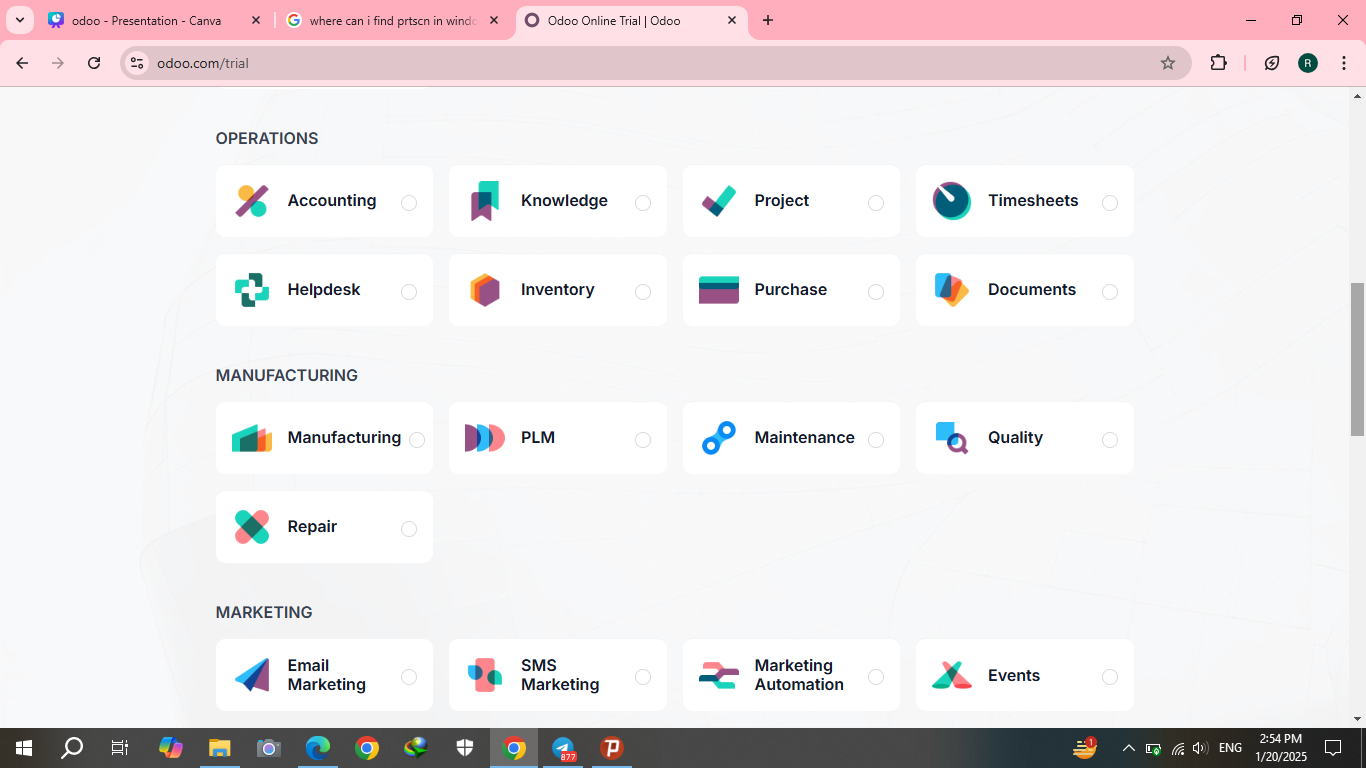 odoo - Presentation - Canva
where can i find prtscn in windo
Odoo Online Trial | Odoo
odoo.com/trial
R
OPERATIONS
Accounting
Knowledge
Project
Timesheets
Helpdesk
Inventory
Purchase
Documents
MANUFACTURING
Manufacturing
PLM
Maintenance
Quality
Repair
MARKETING
Email
Marketing
SMS
Marketing
Marketing
Automation
Events
877
1
ENG
2:54 PM
1/20/2025